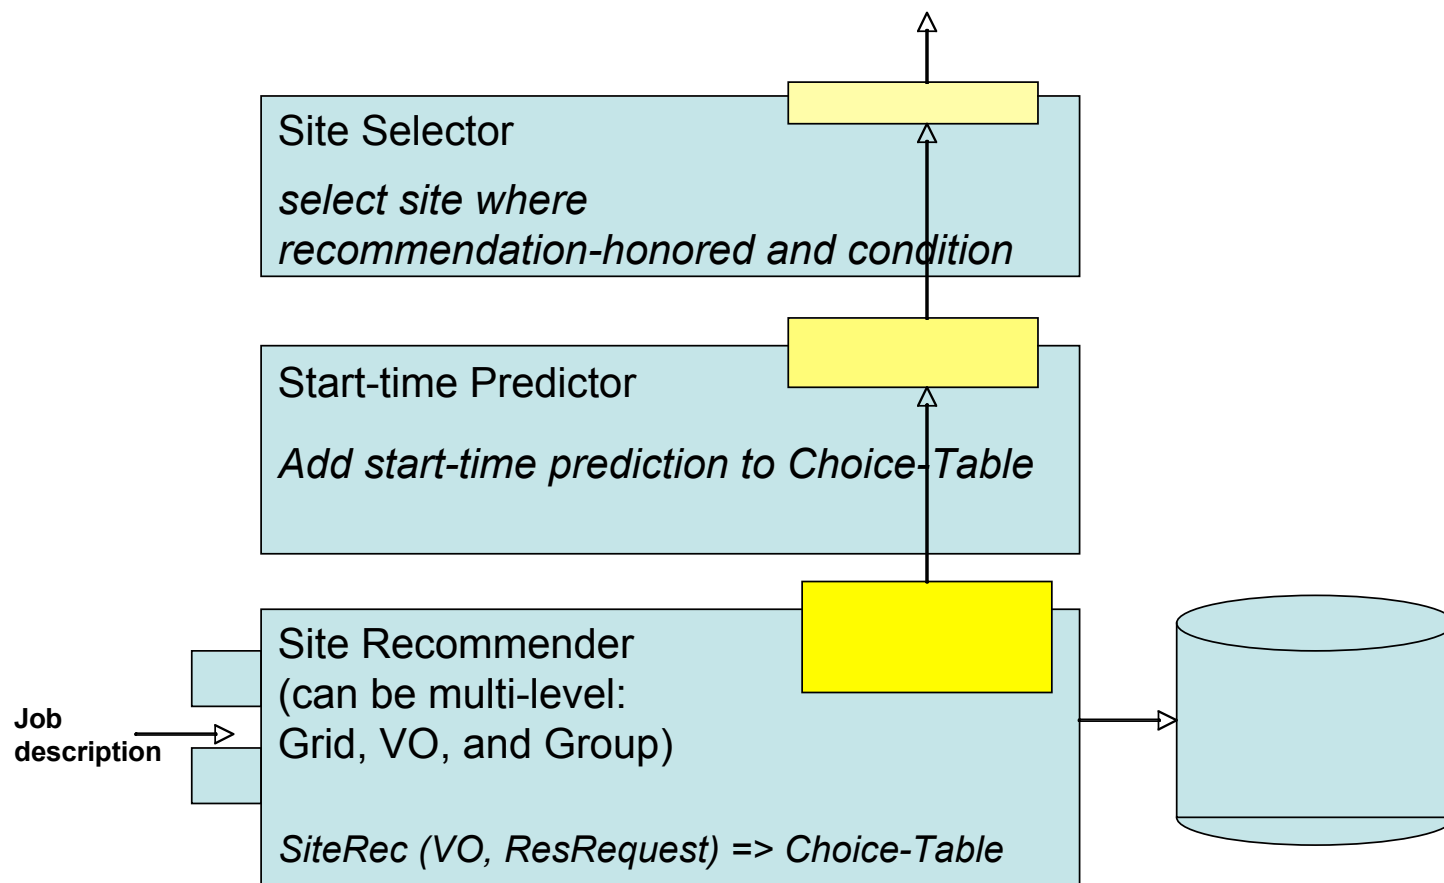 Site Selector
select site where
recommendation-honored and condition
Start-time Predictor
Add start-time prediction to Choice-Table
Site Recommender
(can be multi-level:
Grid, VO, and Group)
Job
description
SiteRec (VO, ResRequest) => Choice-Table